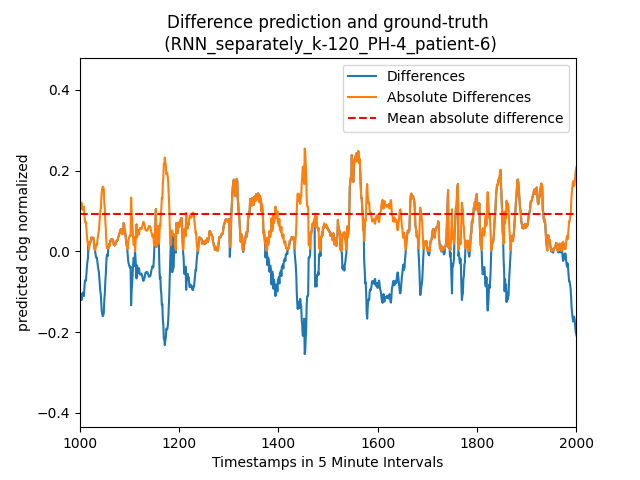 Difference prediction and ground-truth
(RNN_separately_k-120_PH-4_patient-6)
Differences
Absolute Differences
Mean absolute difference
predicted cbg normalized
0.4
0.2
0.0
−0.2
−0.4
1000
1200
1400
1600
1800
2000
Timestamps in 5 Minute Intervals